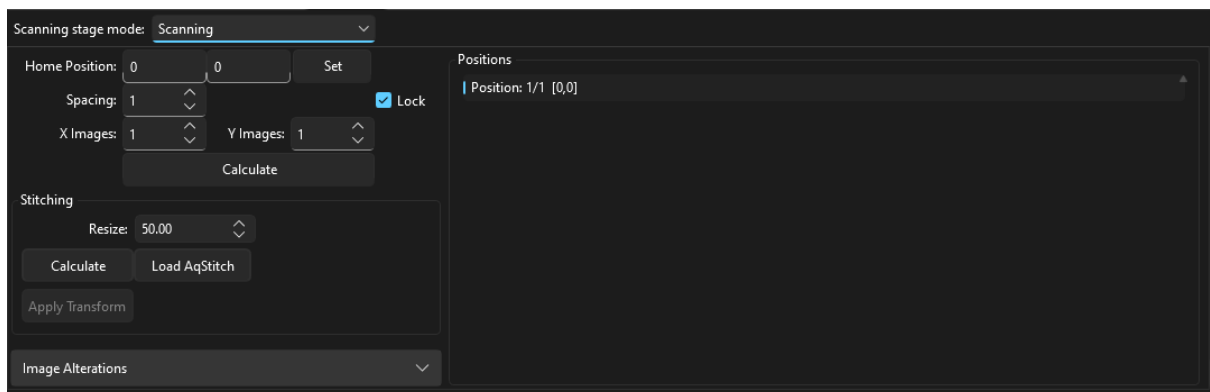 Scanning stage mode: Scanning
Home Position: 0 0 Set
Spacing: 1 Lock
X Images: 1 Y Images: 1
Calculate
Stitching
Resize: 50.00
Calculate Load AqStitch
Apply Transform
Image Alterations
Positions
Position: 1/1 [0,0]